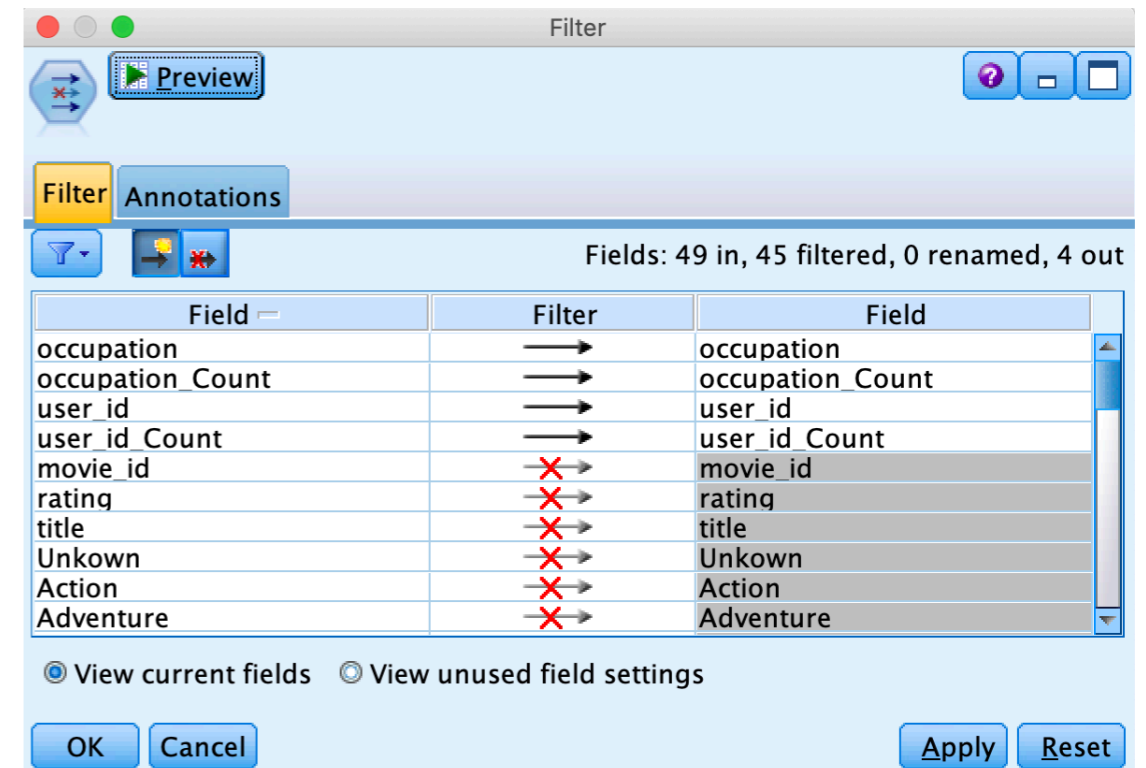 Filter
Preview
?
Filter Annotations
Fields: 49 in, 45 filtered, 0 renamed, 4 out
Field Filter Field
occupation occupation
occupation_Count occupation_Count
user_id user_id
user_id_Count user_id_Count
movie_id movie_id
rating rating
title title
Unkown Unkown
Action Action
Adventure Adventure
View current fields View unused field settings
OK Cancel Apply Reset